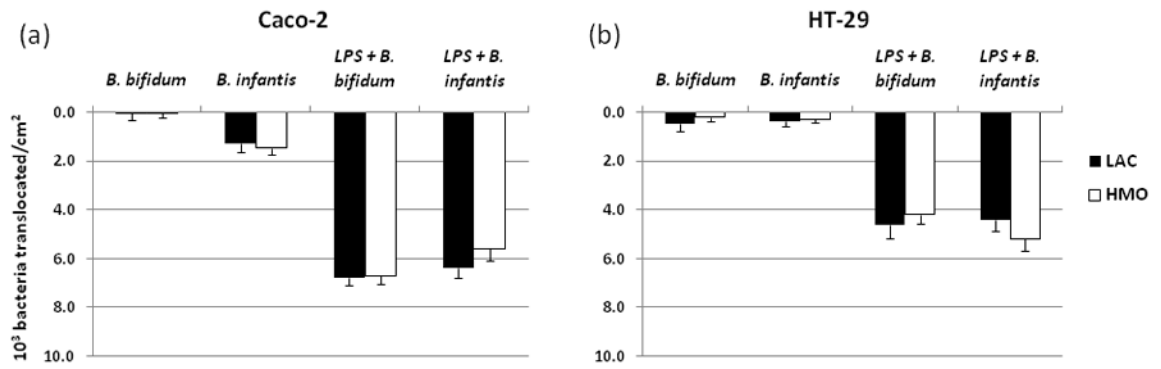 (a)
Caco-2
B. bifidum
B. infantis
LPS + B.
bifidum
LPS + B.
infantis
0.0
2.0
4.0
6.0
8.0
10.0
10³ bacteria translocated/cm²
(b)
HT-29
B. bifidum
B. infantis
LPS + B.
bifidum
LPS + B.
infantis
0.0
2.0
4.0
6.0
8.0
10.0
LAC
HMO